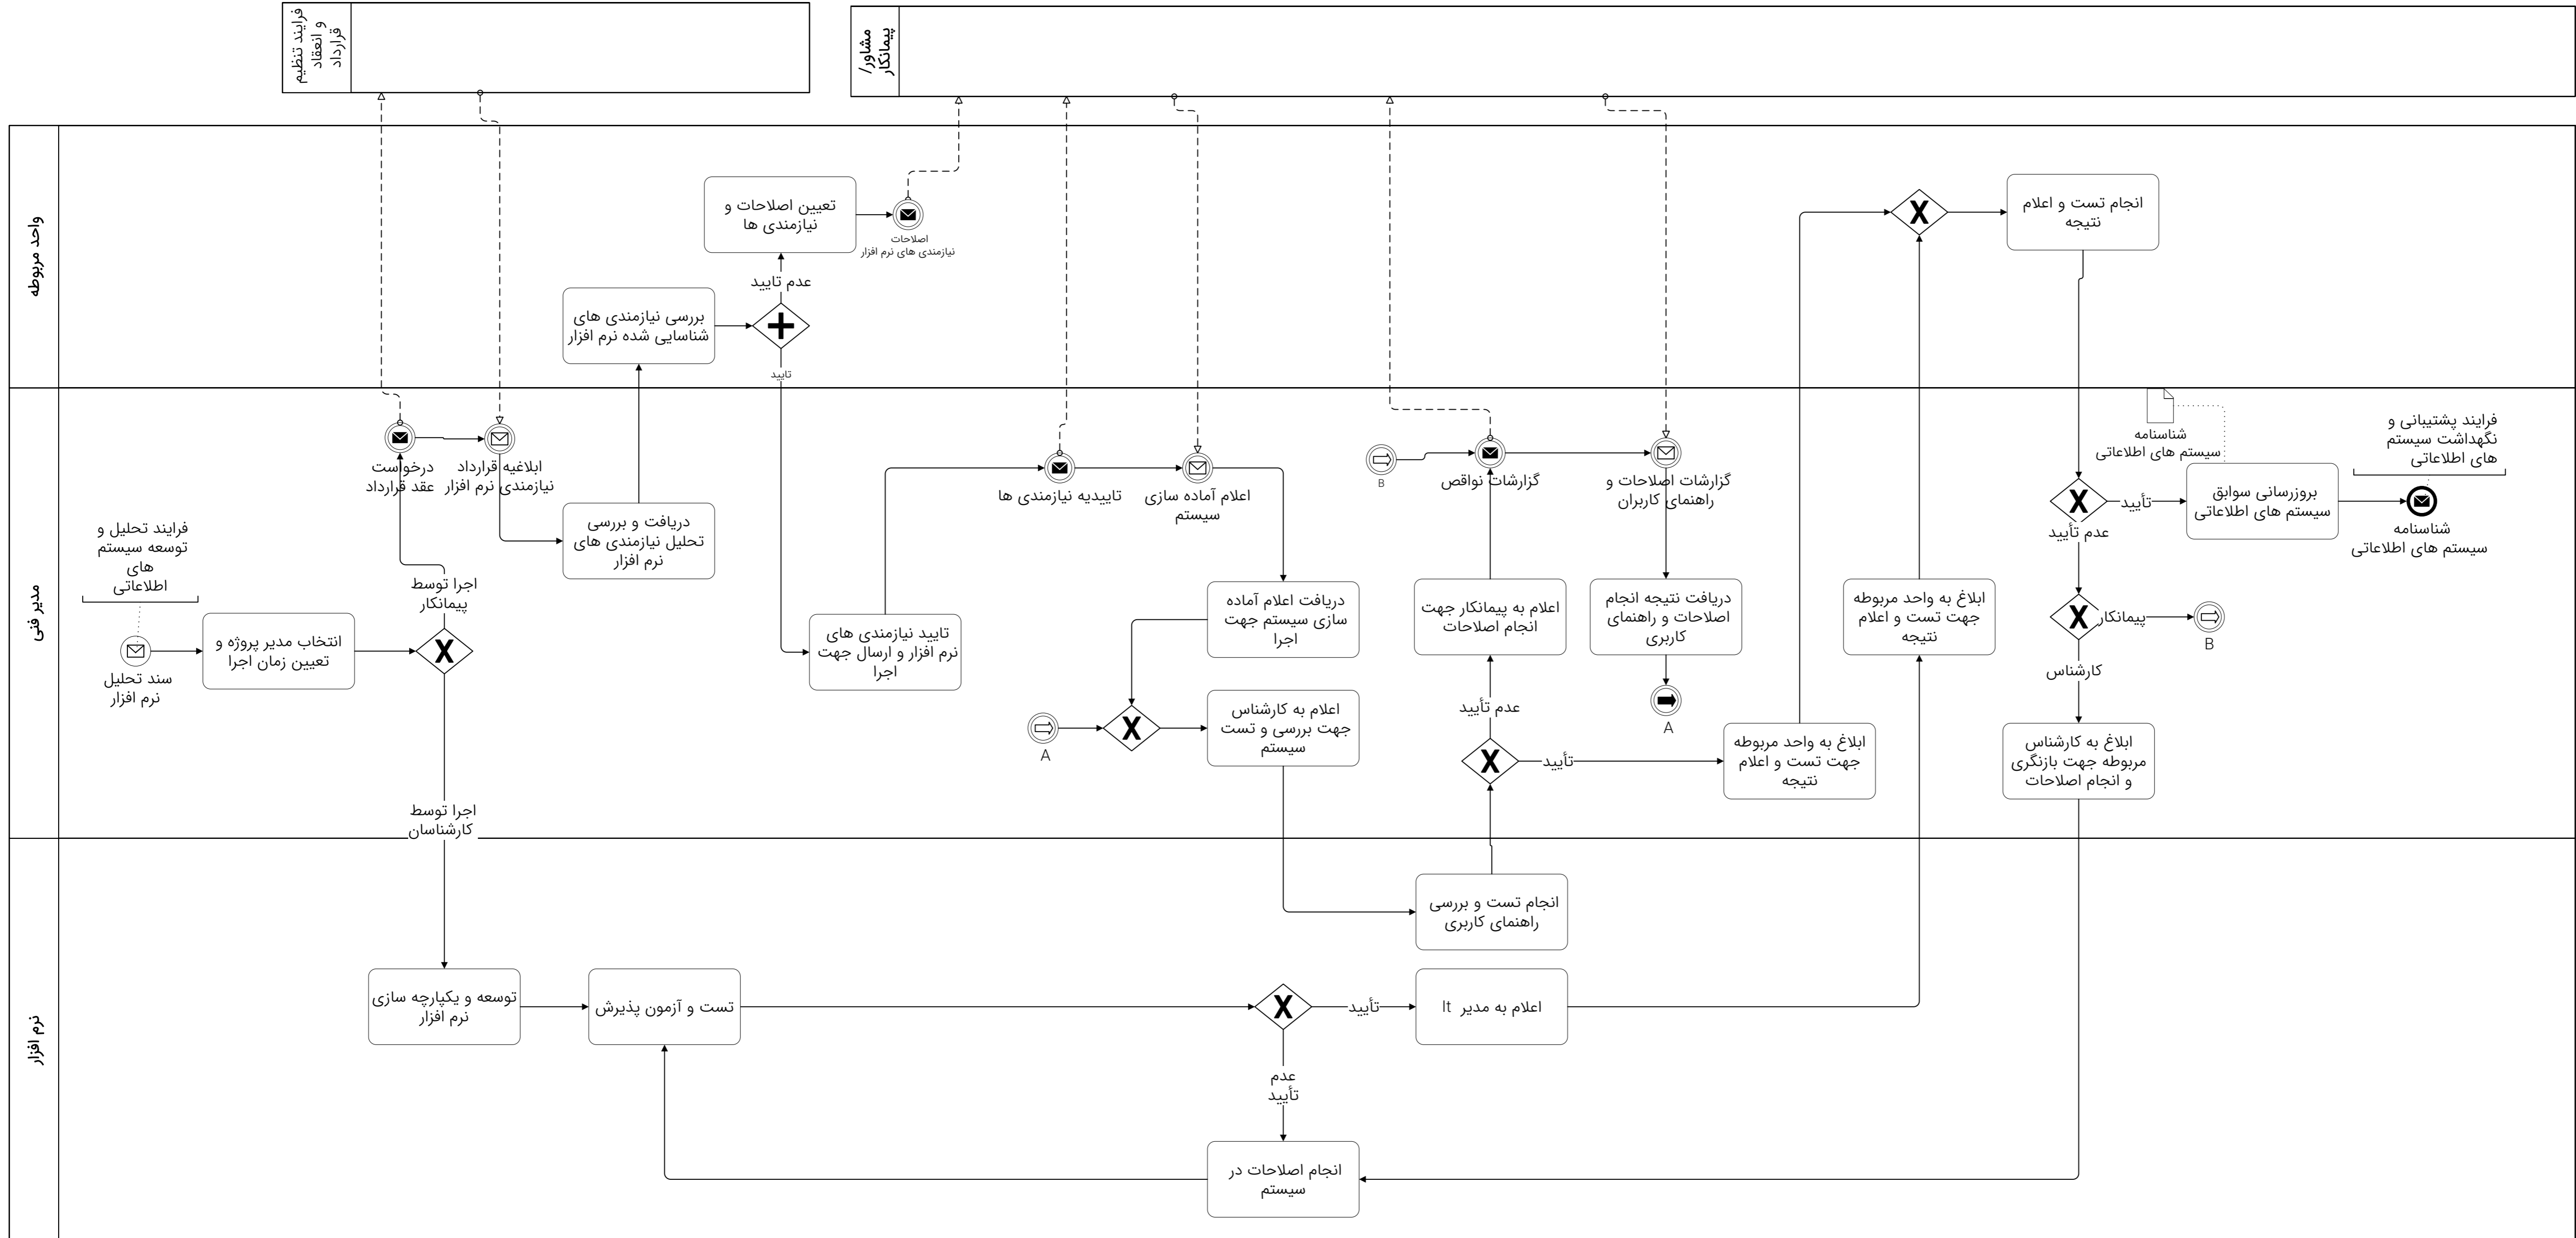 فرایند تنظیم
و انعقاد
قرارداد
مشاور/
پیمانکار
واحد مربوطه
تعیین اصلاحات و
نیازمندی ها
اصلاحات
نیازمندی های نرم افزار
عدم تایید
بررسی نیازمندی های
شناسایی شده نرم افزار
تایید
انجام تست و اعلام
نتیجه
مدیر فنی
فرایند تحلیل و
توسعه سیستم
های
اطلاعاتی
سند تحلیل
نرم افزار
انتخاب مدیر پروژه و
تعیین زمان اجرا
اجرا توسط
پیمانکار
درخواست
عقد قرارداد
ابلاغیه قرارداد
نیازمندی نرم افزار
دریافت و بررسی
تحلیل نیازمندی های
نرم افزار
اجرا توسط
کارشناسان
تایید نیازمندی های
نرم افزار و ارسال جهت
اجرا
تاییدیه نیازمندی ها
اعلام آماده سازی
سیستم
دریافت اعلام آماده
سازی سیستم جهت
اجرا
A
اعلام به کارشناس
جهت بررسی و تست
سیستم
B
گزارشات نواقص
گزارشات اصلاحات و
راهنمای کاربران
اعلام به پیمانکار جهت
انجام اصلاحات
دریافت نتیجه انجام
اصلاحات و راهنمای
کاربری
A
عدم تأیید
تأیید
ابلاغ به واحد مربوطه
جهت تست و اعلام
نتیجه
ابلاغ به واحد مربوطه
جهت تست و اعلام
نتیجه
شناسنامه
سیستم های اطلاعاتی
تأیید
بروزرسانی سوابق
سیستم های اطلاعاتی
فرایند پشتیبانی و
نگهداشت سیستم
های اطلاعاتی
شناسنامه
سیستم های اطلاعاتی
عدم تأیید
پیمانکار
B
کارشناس
ابلاغ به کارشناس
مربوطه جهت بازنگری
و انجام اصلاحات
نرم افزار
انجام تست و بررسی
راهنمای کاربری
توسعه و یکپارچه سازی
نرم افزار
تست و آزمون پذیرش
تأیید
اعلام به مدیر It
عدم
تأیید
انجام اصلاحات در
سیستم